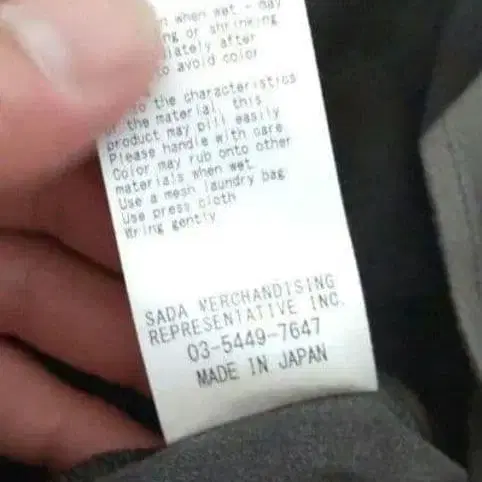 when wet - may
ng or shrinking
iately after
to avoid color
to the characteristics
of the material, this
product may pill easily
Please handle with care
Color may rub onto other
materials when wet
Use a mesh laundry bag
Use press cloth
Wring gently
SADA MERCHANDISING
REPRESENTATIVE INC.
03-5449-7647
MADE IN JAPAN